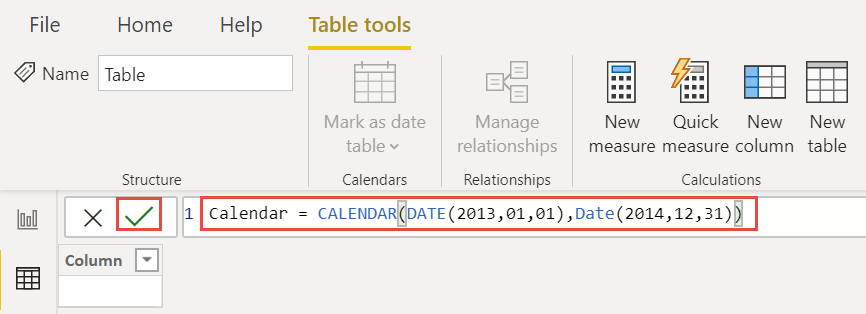 File Home Help Table tools
Name Table
Mark as date table
Manage relationships
New measure
Quick measure
New column
New table
Structure Calendars Relationships Calculations
1 Calendar = CALENDAR(DATE(2013,01,01),Date(2014,12,31))
Column